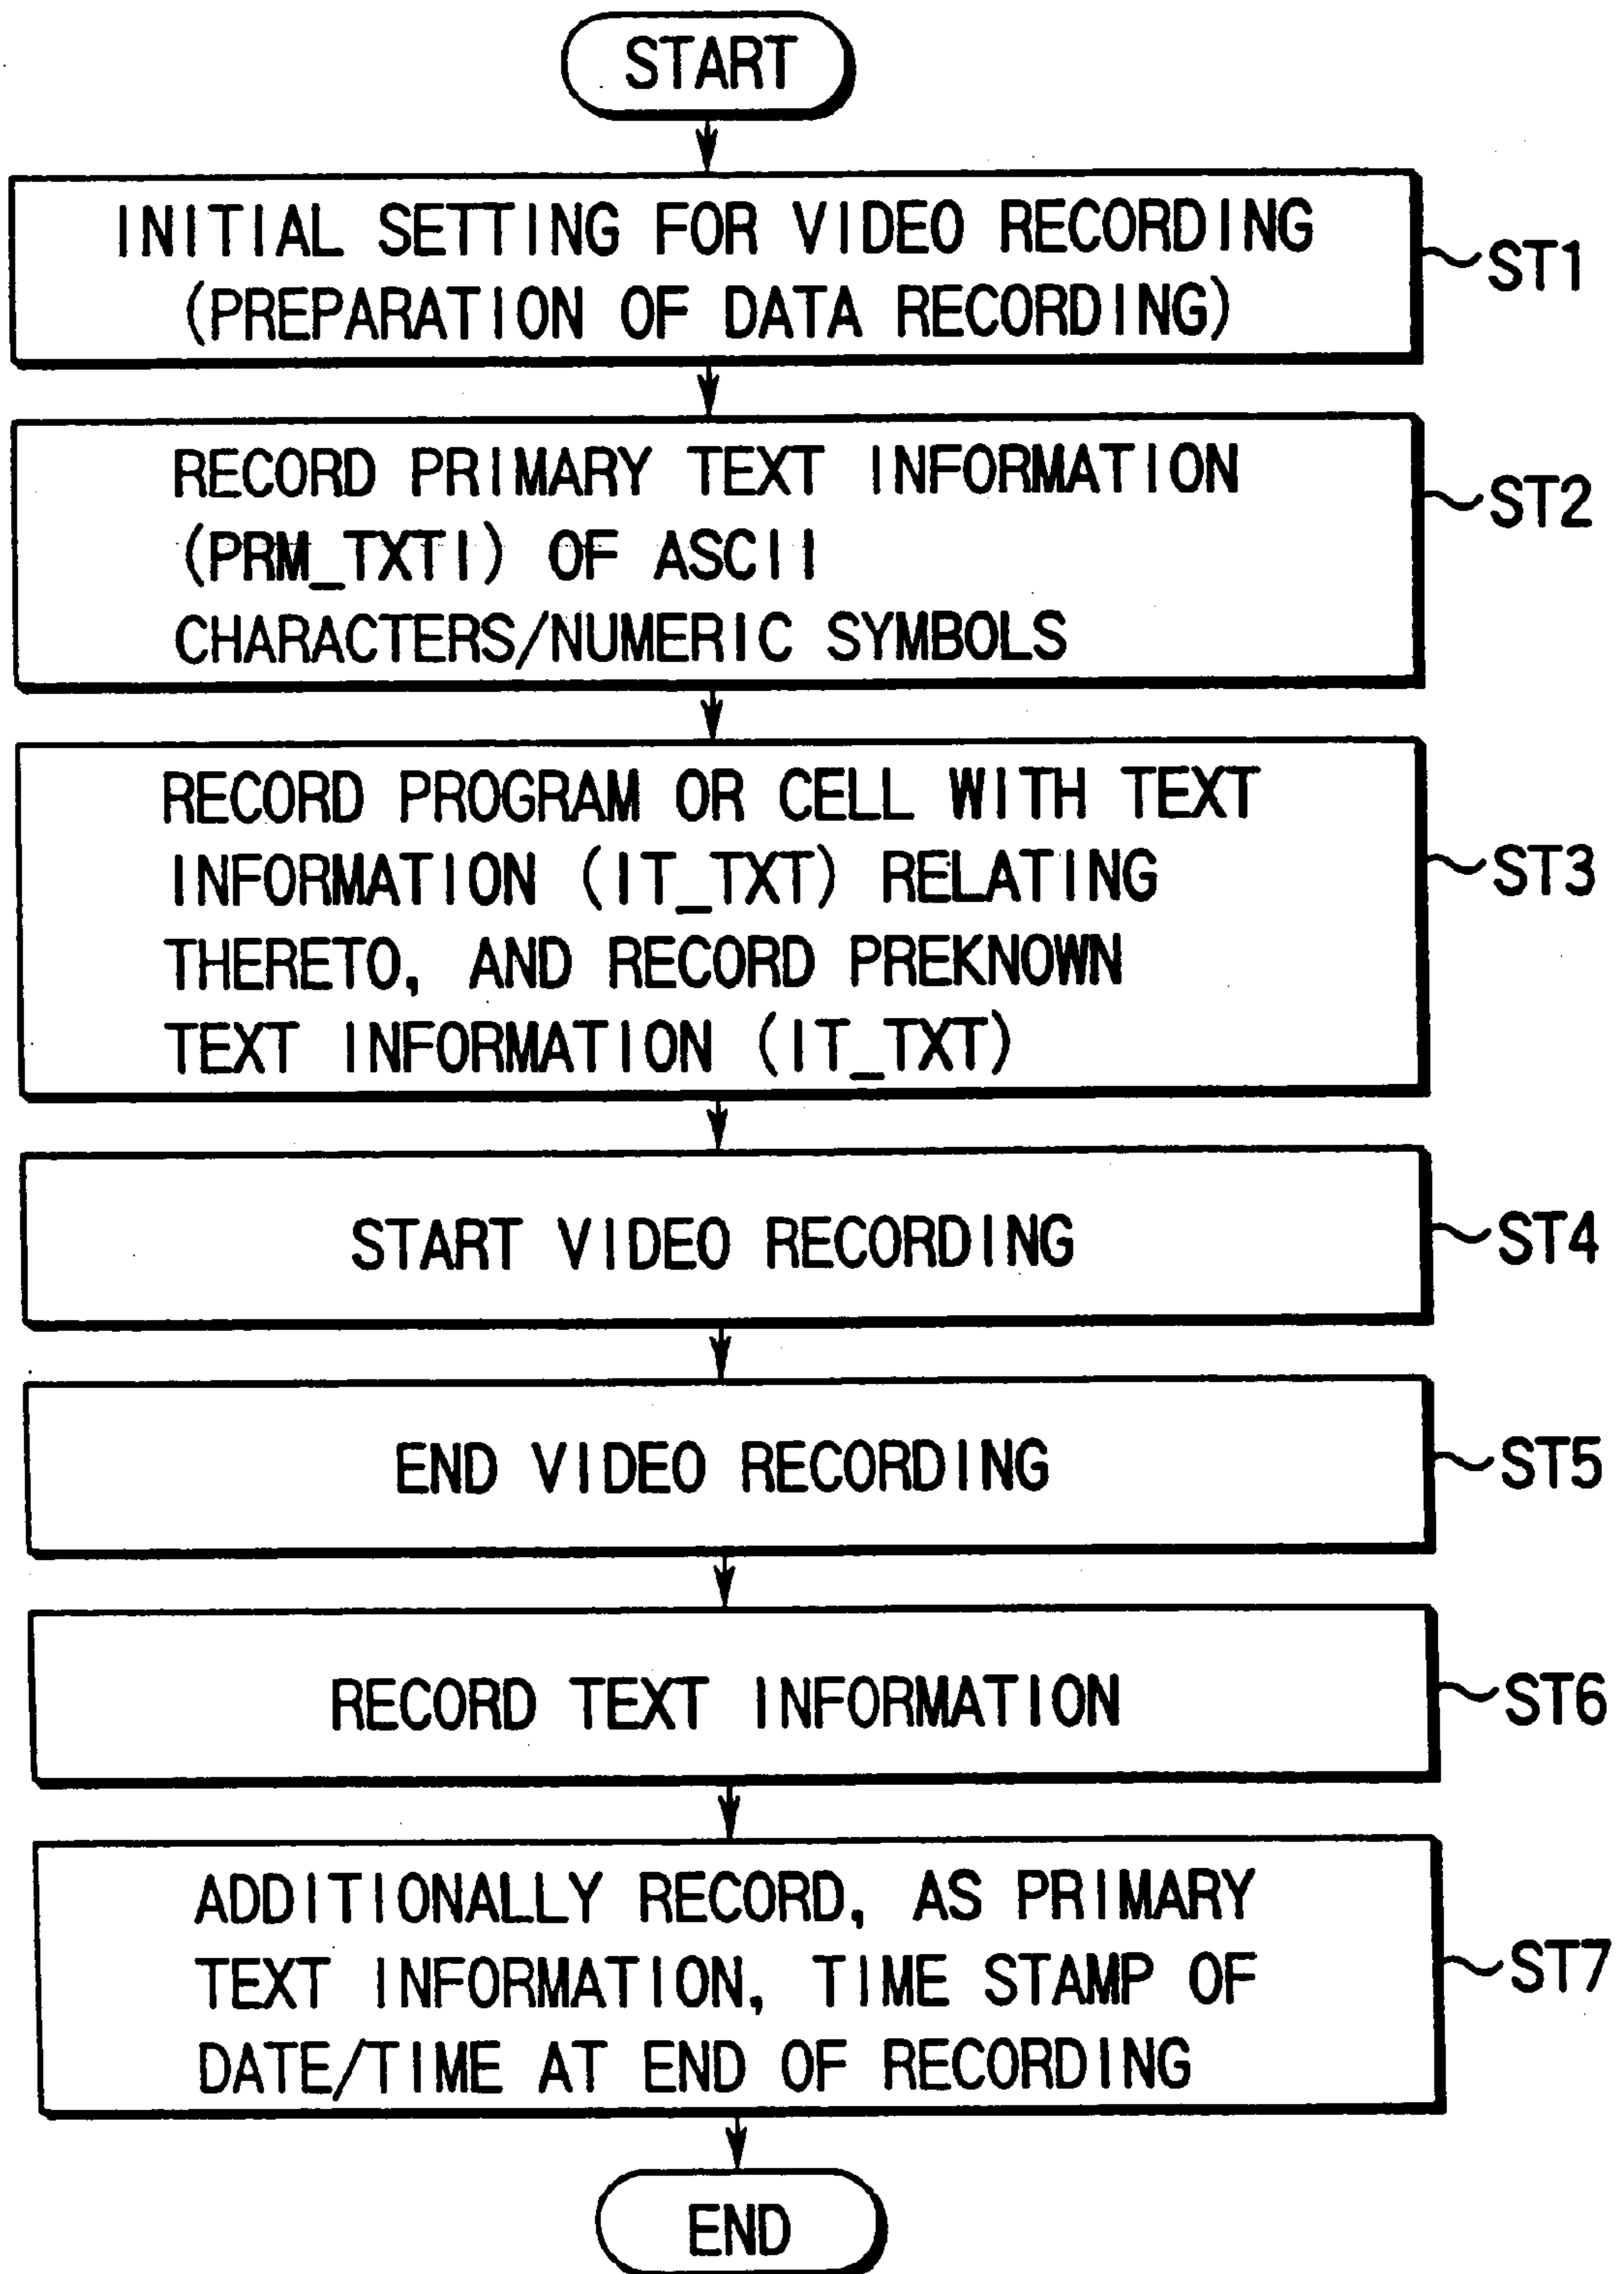 START
INITIAL SETTING FOR VIDEO RECORDING
(PREPARATION OF DATA RECORDING)
ST1
RECORD PRIMARY TEXT INFORMATION
(PRM_TXTI) OF ASCII
CHARACTERS/NUMERIC SYMBOLS
ST2
RECORD PROGRAM OR CELL WITH TEXT
INFORMATION (IT_TXT) RELATING
THERETO, AND RECORD PREKNOWN
TEXT INFORMATION (IT_TXT)
ST3
START VIDEO RECORDING
ST4
END VIDEO RECORDING
ST5
RECORD TEXT INFORMATION
ST6
ADDITIONALLY RECORD, AS PRIMARY
TEXT INFORMATION, TIME STAMP OF
DATE/TIME AT END OF RECORDING
ST7
END